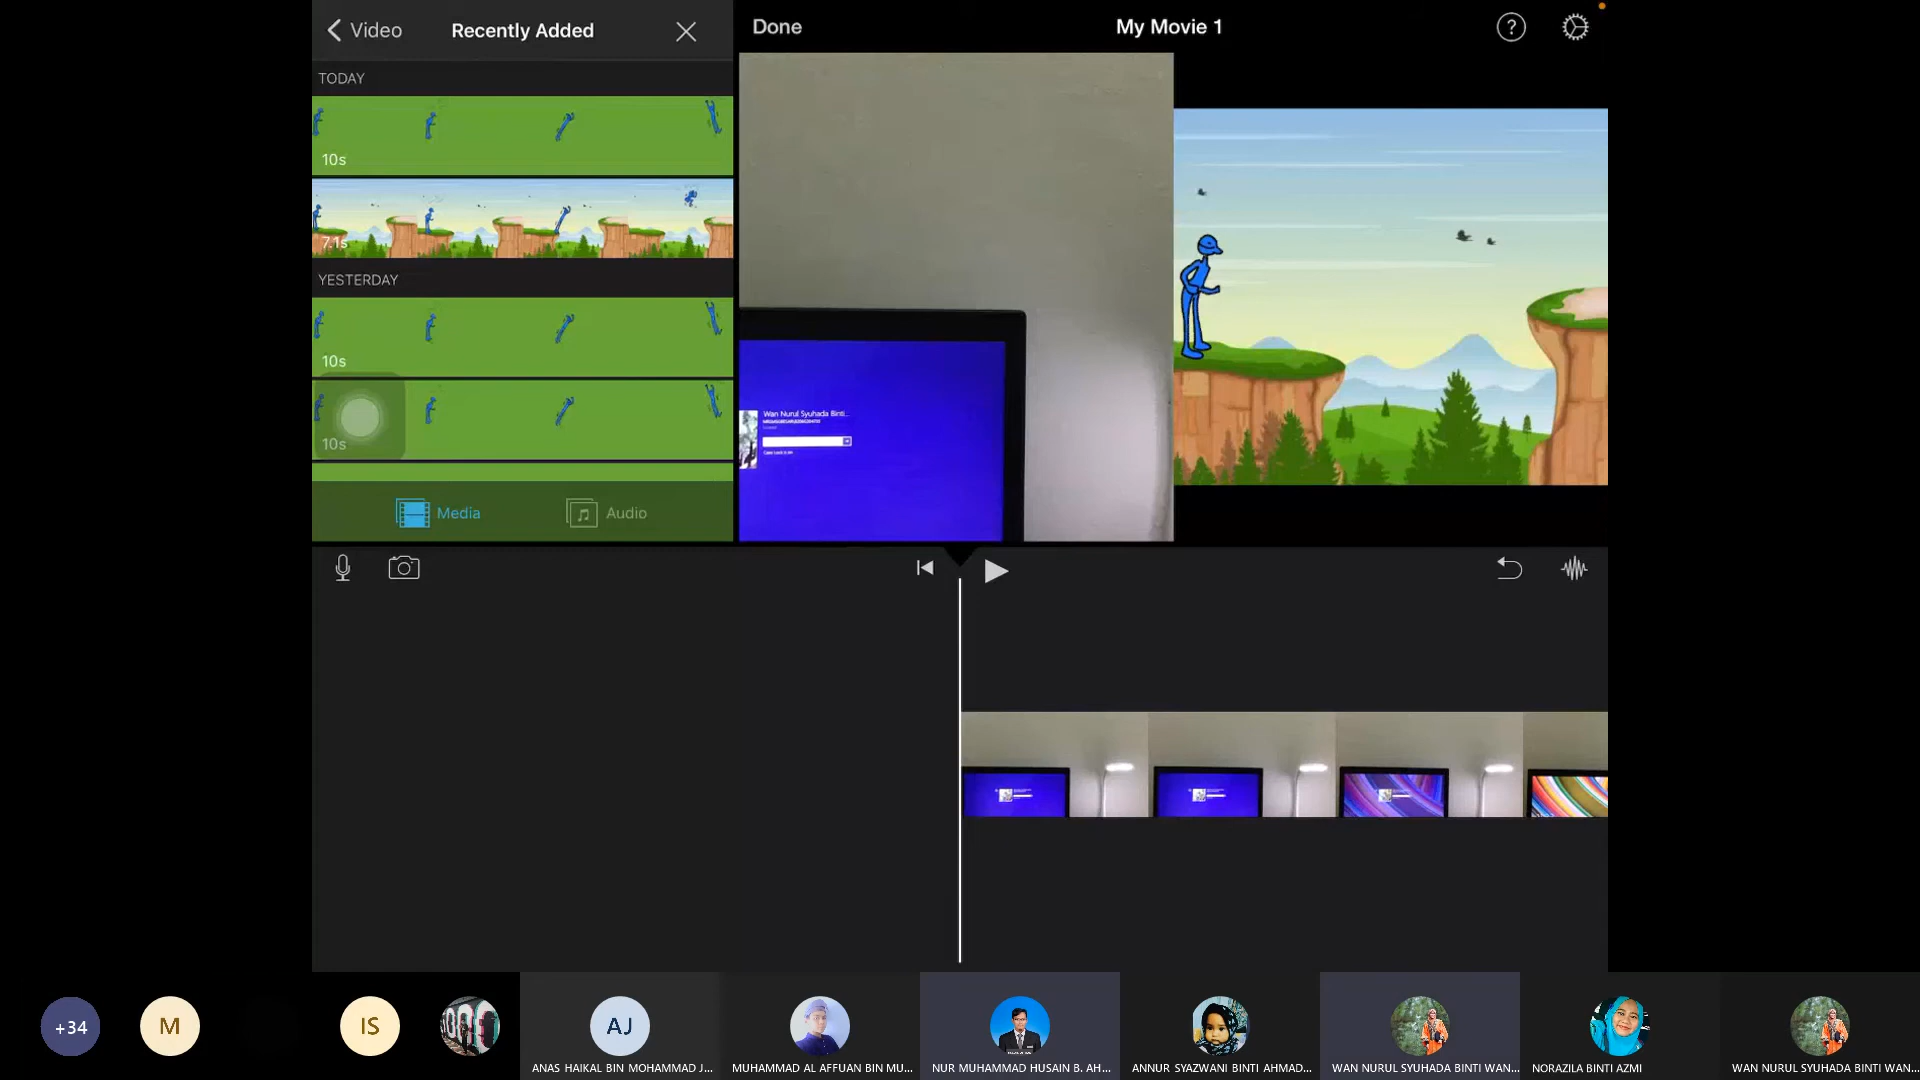 Video
Recently Added
Done
My Movie 1
?
TODAY
10s
7.1s
YESTERDAY
10s
10s
Wan Nurul Syuhada Binti...
Media
Audio
+34
M
IS
AJ
ANAS HAIKAL BIN MOHAMMAD J...
MUHAMMAD AL AFFUAN BIN MU...
NUR MUHAMMAD HUSAIN B. AH...
ANNUR SYAZWANI BINTI AHMAD...
WAN NURUL SYUHADA BINTI WAN...
NORAZILA BINTI AZMI
WAN NURUL SYUHADA BINTI WAN...